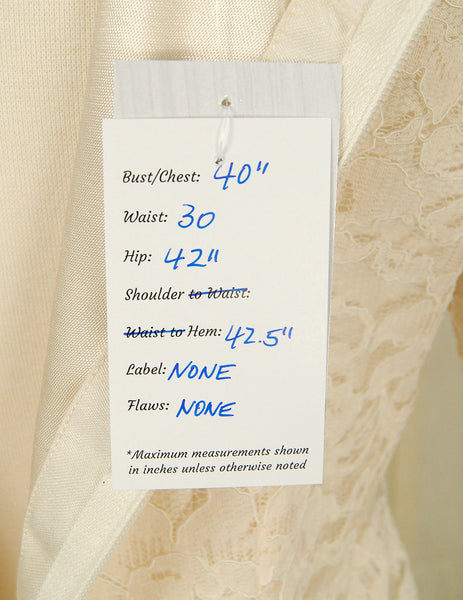 Bust/Chest: 40"
Waist: 30
Hip: 42"
Shoulder to Waist:
Waist to Hem: 42.5"
Label: NONE
Flaws: NONE
*Maximum measurements shown
in inches unless otherwise noted